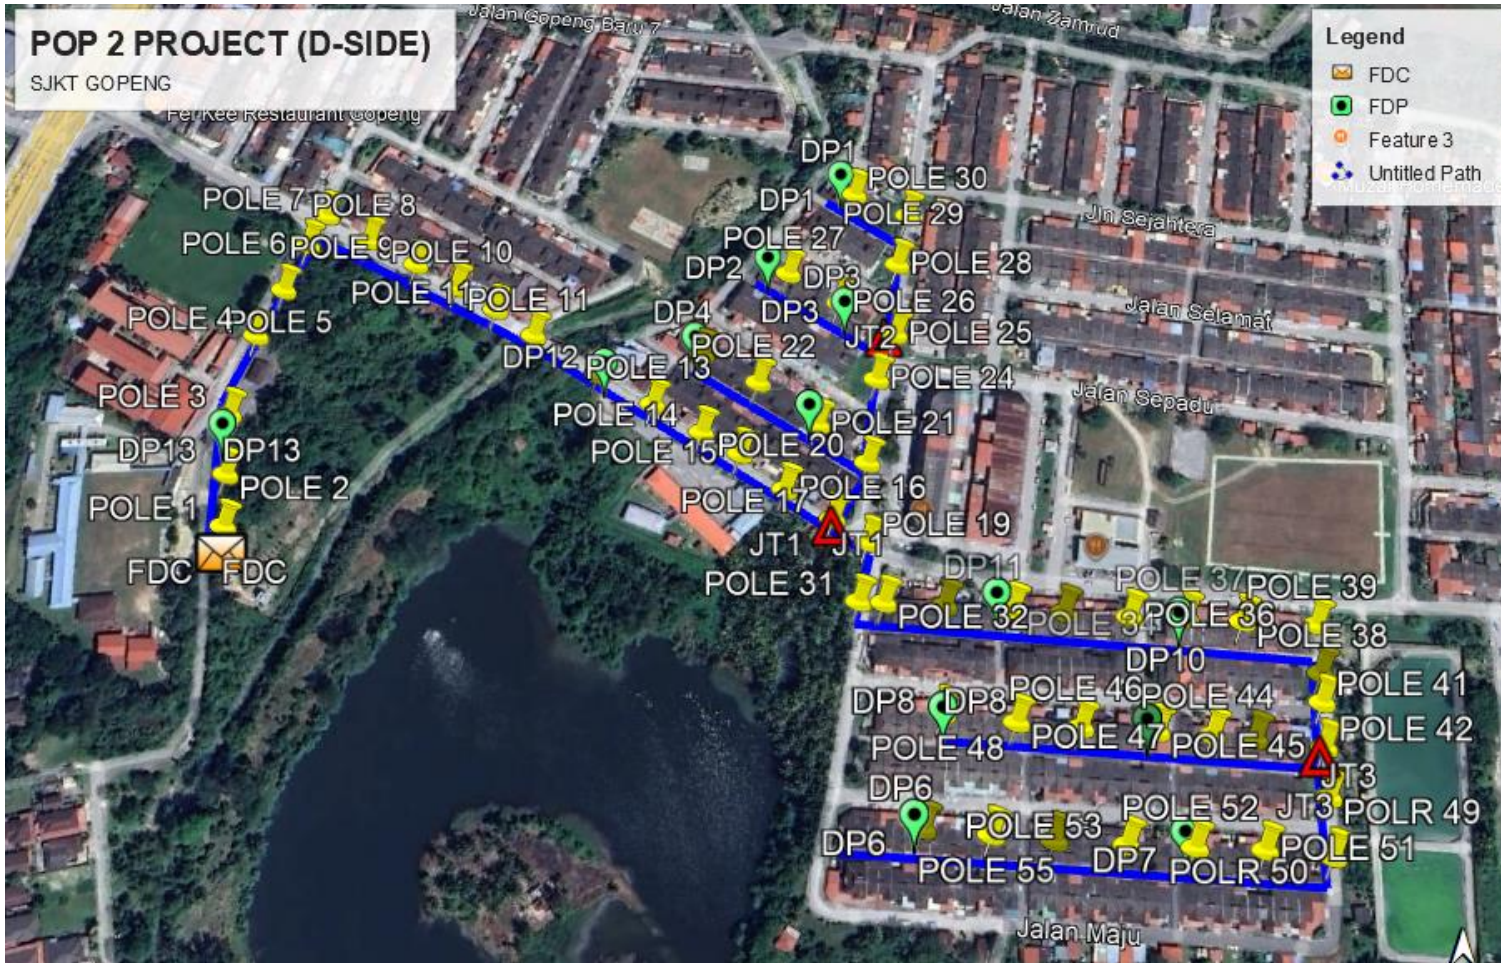 POP 2 PROJECT (D-SIDE)
SJKT GOPENG
Legend
FDC
FDP
Feature 3
Untitled Path
Jalan Gopeng Baru 7
Jalan Zamrud
Fei Kee Restaurant Gopeng
DP1
POLE 30
DP1
POLE 29
Jln Sejahtera
POLE 7
POLE 8
POLE 6
POLE 9
POLE 10
POLE 27
DP2
DP3
POLE 28
POLE 11
POLE 11
DP3
POLE 26
Jalan Selamat
POLE 4
POLE 5
DP4
JT2
POLE 25
DP12
POLE 13
POLE 22
POLE 24
Jalan Sepadu
POLE 3
POLE 14
POLE 21
DP13
DP13
POLE 15
POLE 20
POLE 2
POLE 1
POLE 17
POLE 16
POLE 19
JT1
JT1
FDC
FDC
POLE 31
DP11
POLE 37
POLE 39
POLE 32
POLE 34
POLE 36
POLE 38
DP10
POLE 46
POLE 44
POLE 41
DP8
DP8
POLE 48
POLE 47
POLE 45
POLE 42
JT3
DP6
POLE 53
POLE 52
JT3
POLR 49
DP6
POLE 55
DP7
POLR 50
POLE 51
Jalan Maju